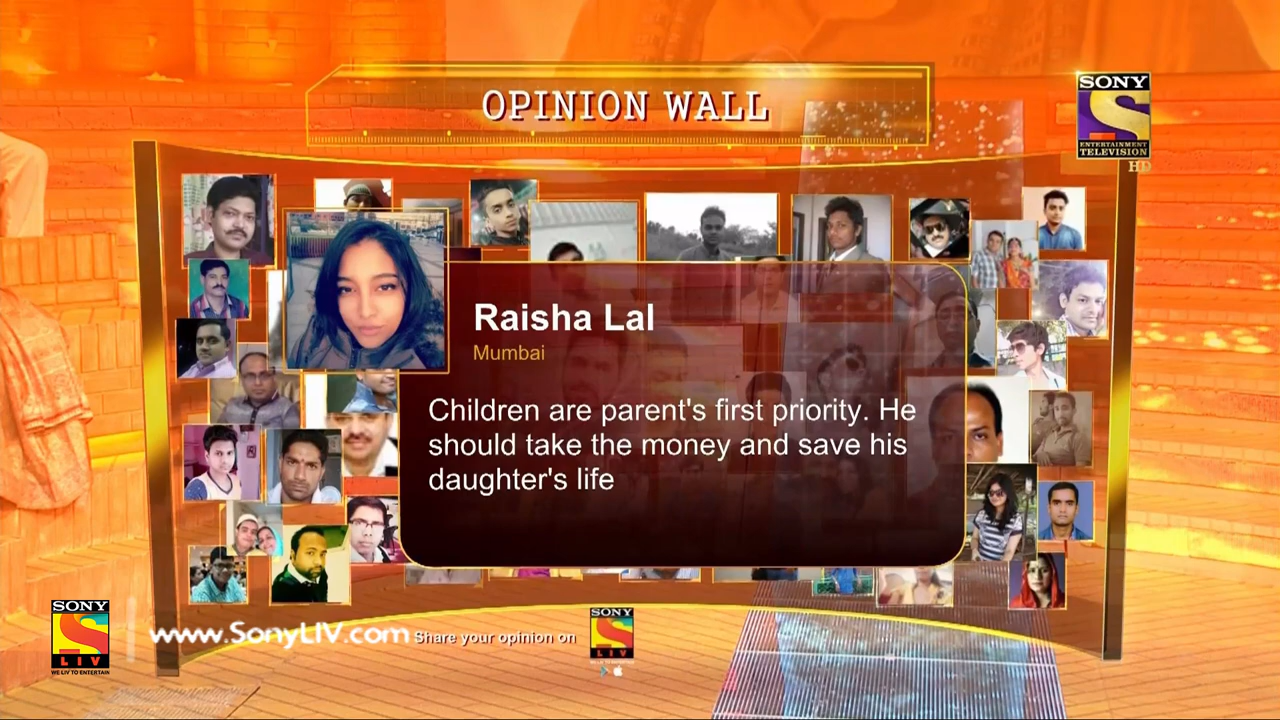 OPINION WALL
SONY
ENTERTAINMENT
TELEVISION
HD
Raisha Lal
Mumbai
Children are parent's first priority. He
should take the money and save his
daughter's life
SONY
LIV
WE LIV TO ENTERTAIN
www.SonyLIV.com
Share your opinion on
SONY
LIV